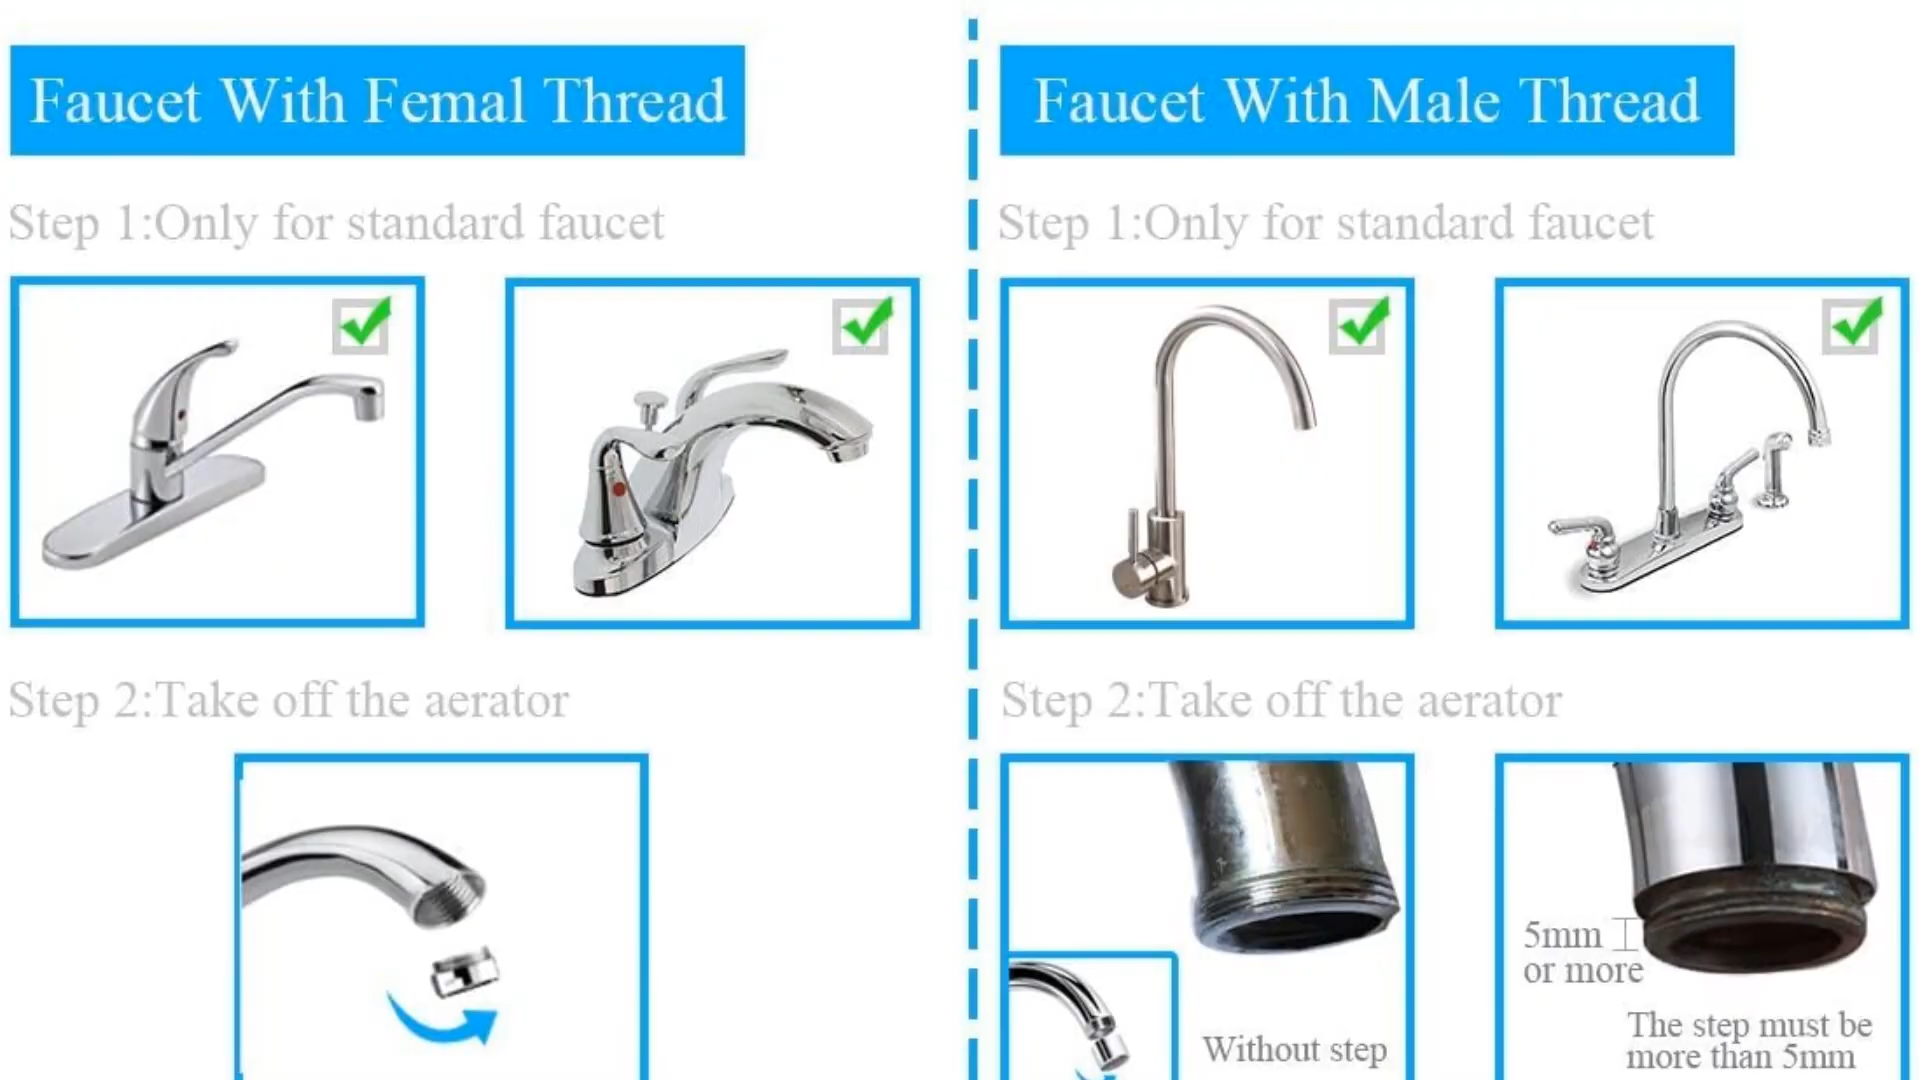 Faucet With Femal Thread
Step 1:Only for standard faucet
Step 2:Take off the aerator
Faucet With Male Thread
Step 1:Only for standard faucet
Step 2:Take off the aerator
Without step
5mm
or more
The step must be
more than 5mm